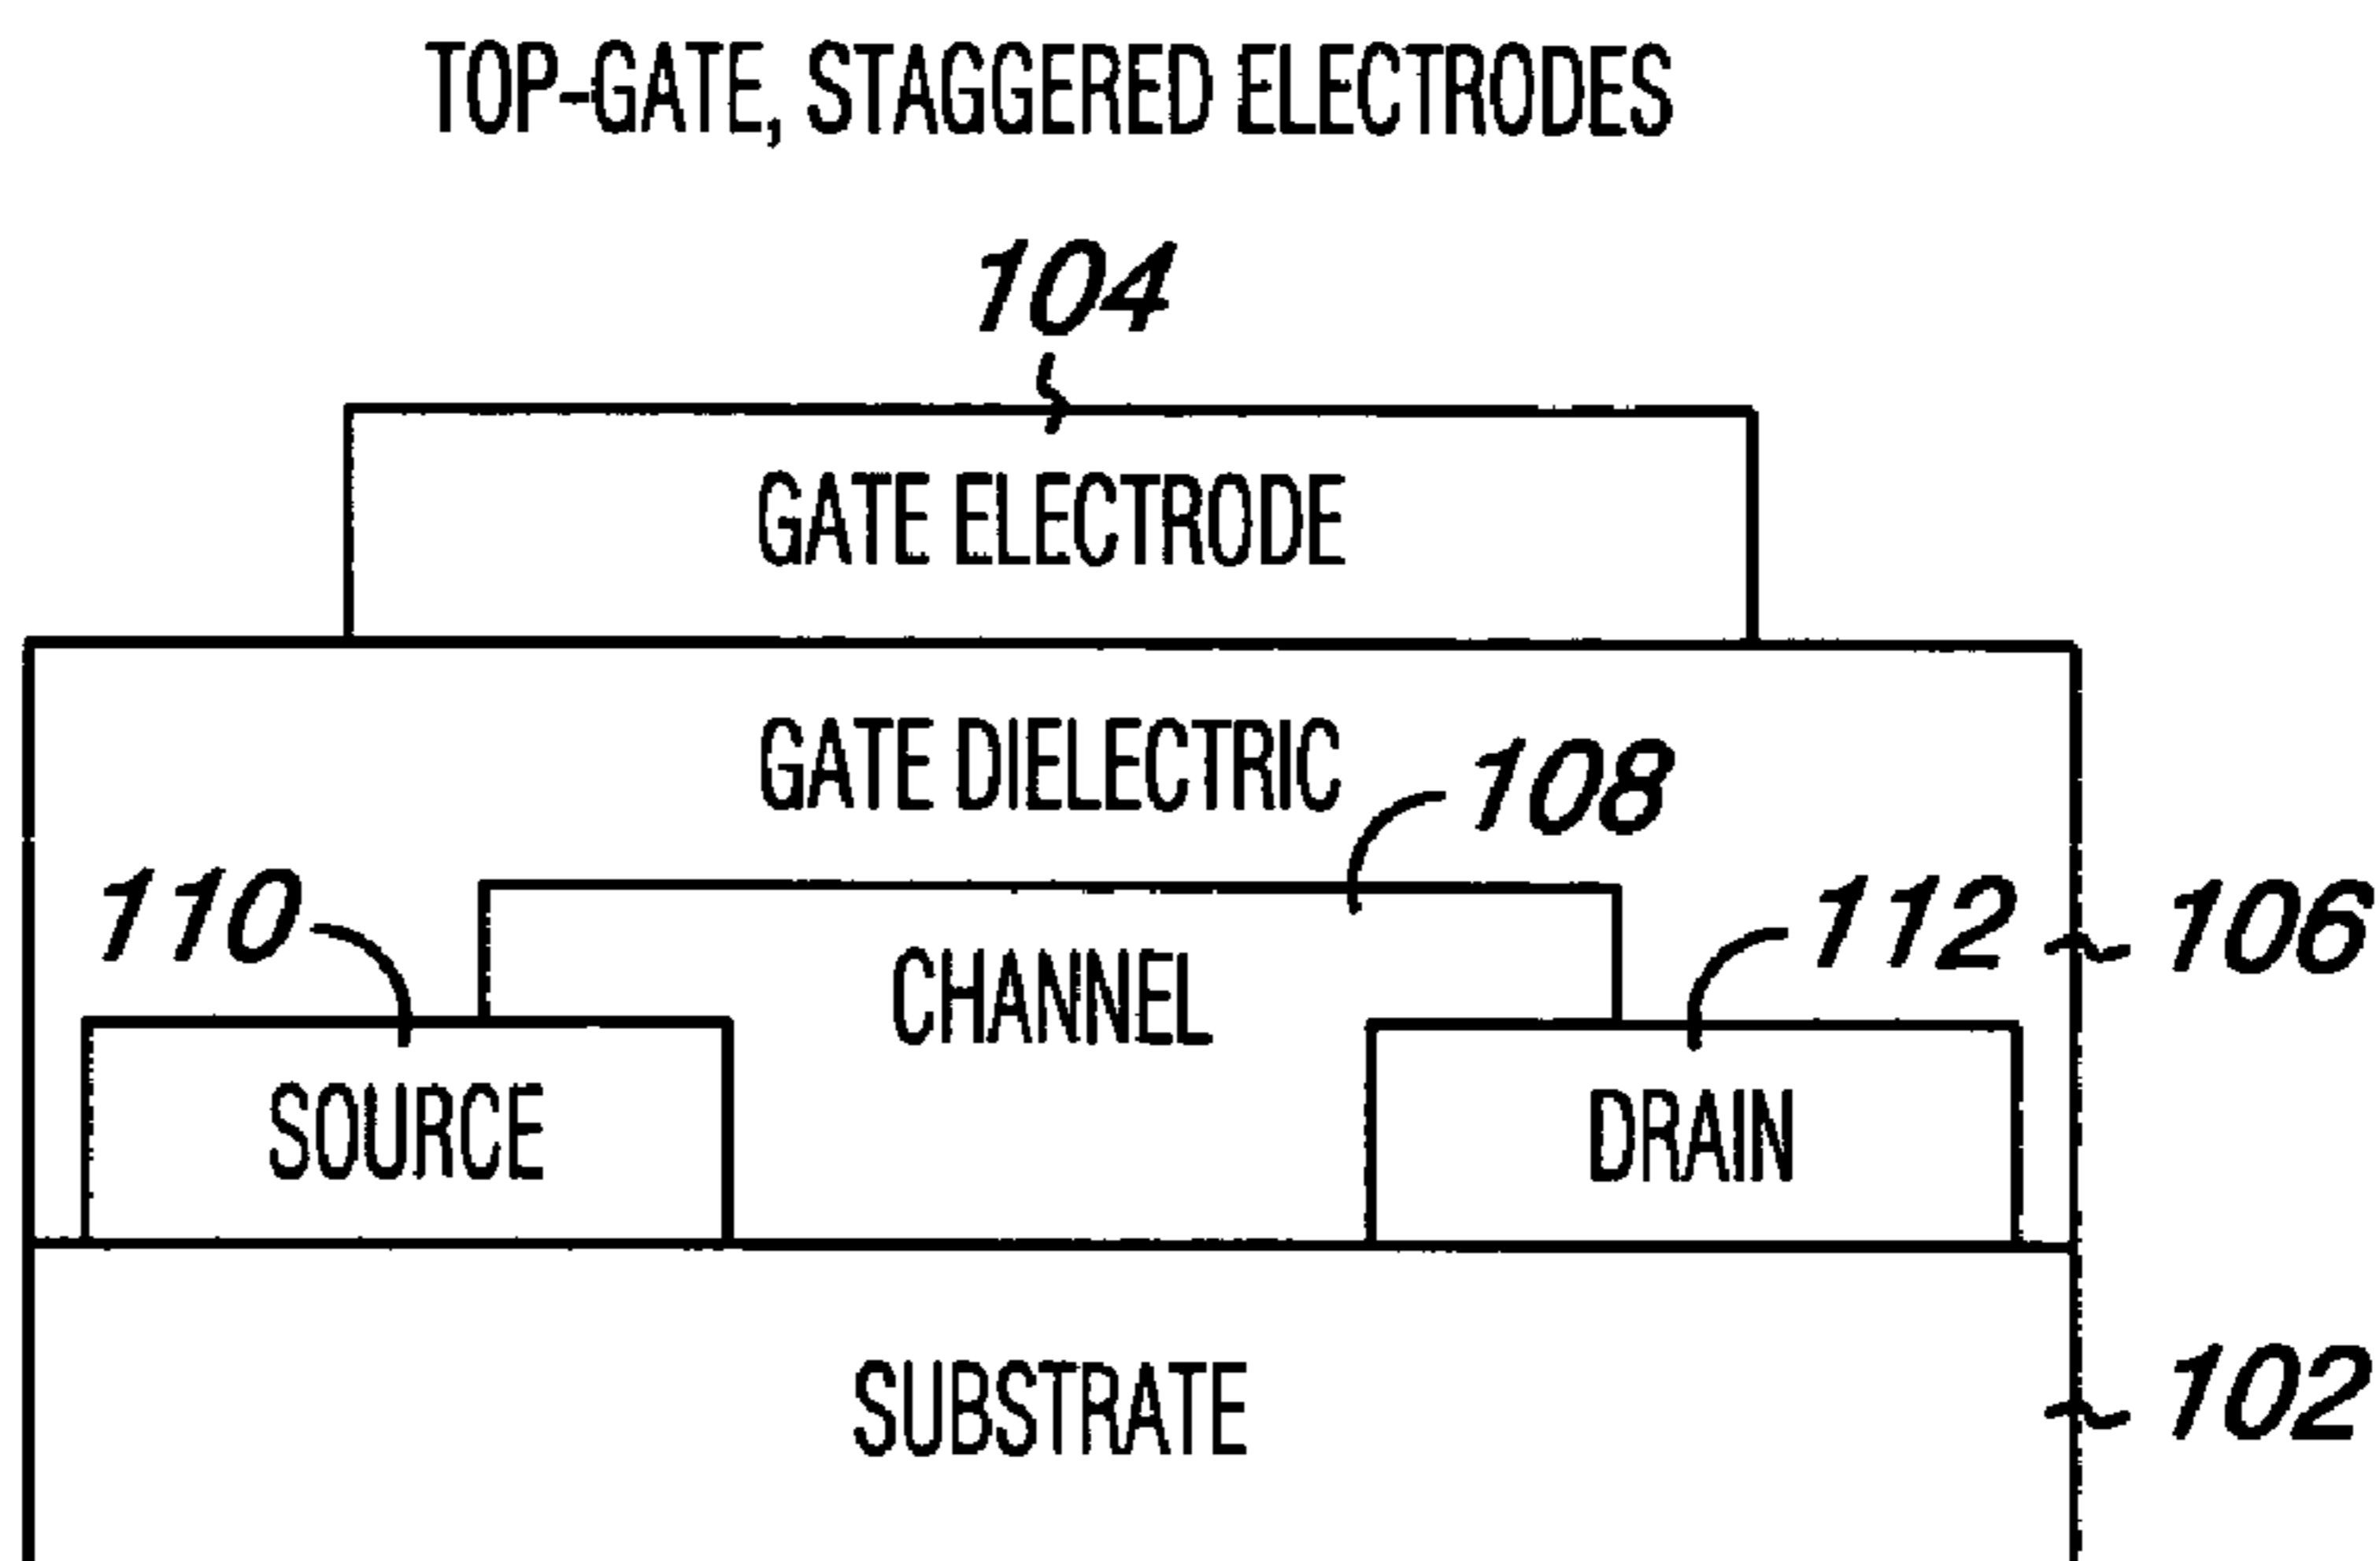 TOP-GATE, STAGGERED ELECTRODES
104
GATE ELECTRODE
GATE DIELECTRIC
108
110
112
106
CHANNEL
SOURCE
DRAIN
SUBSTRATE
102